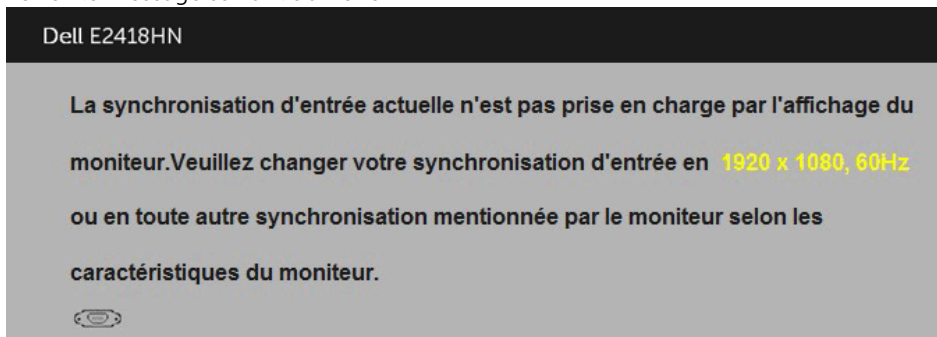 Dell E2418HN
La synchronisation d'entrée actuelle n'est pas prise en charge par l'affichage du
moniteur.Veuillez changer votre synchronisation d'entrée en 1920 x 1080, 60Hz
ou en toute autre synchronisation mentionnée par le moniteur selon les
caractéristiques du moniteur.